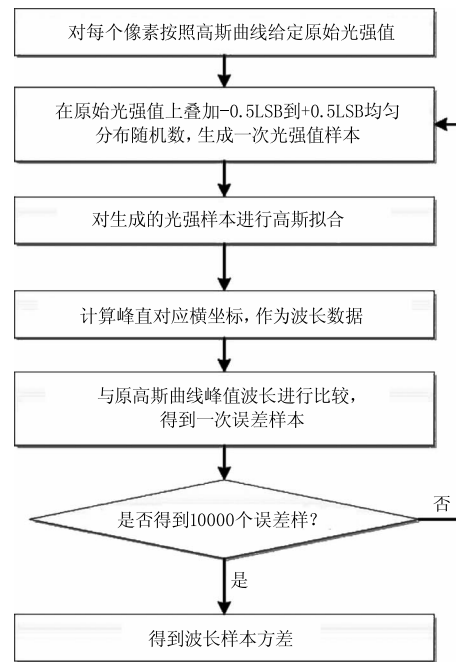 对每个像素按照高斯曲线给定原始光强值
在原始光强值上叠加-0.5LSB到+0.5LSB均匀
分布随机数,生成一次光强值样本
对生成的光强样本进行高斯拟合
计算峰直对应横坐标,作为波长数据
与原高斯曲线峰值波长进行比较,
得到一次误差样本
是否得到10000个误差样?
否
是
得到波长样本方差